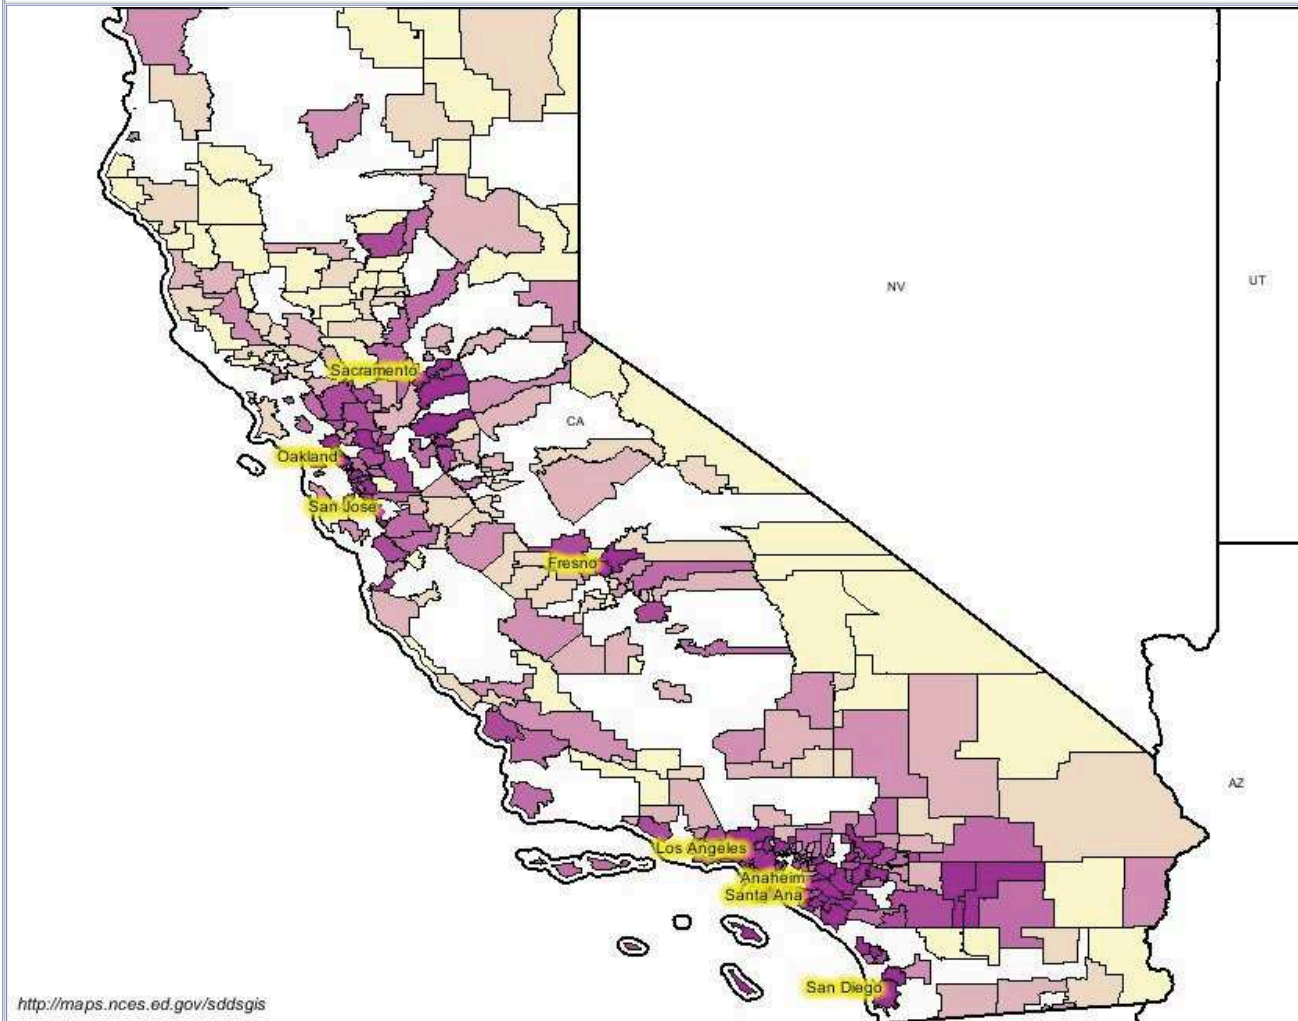 NV
UT
Sacramento
CA
Oakland
San Jose
Fresno
AZ
Los Angeles
Anaheim
Santa Ana
San Diego
http://maps.nces.ed.gov/sddsgis